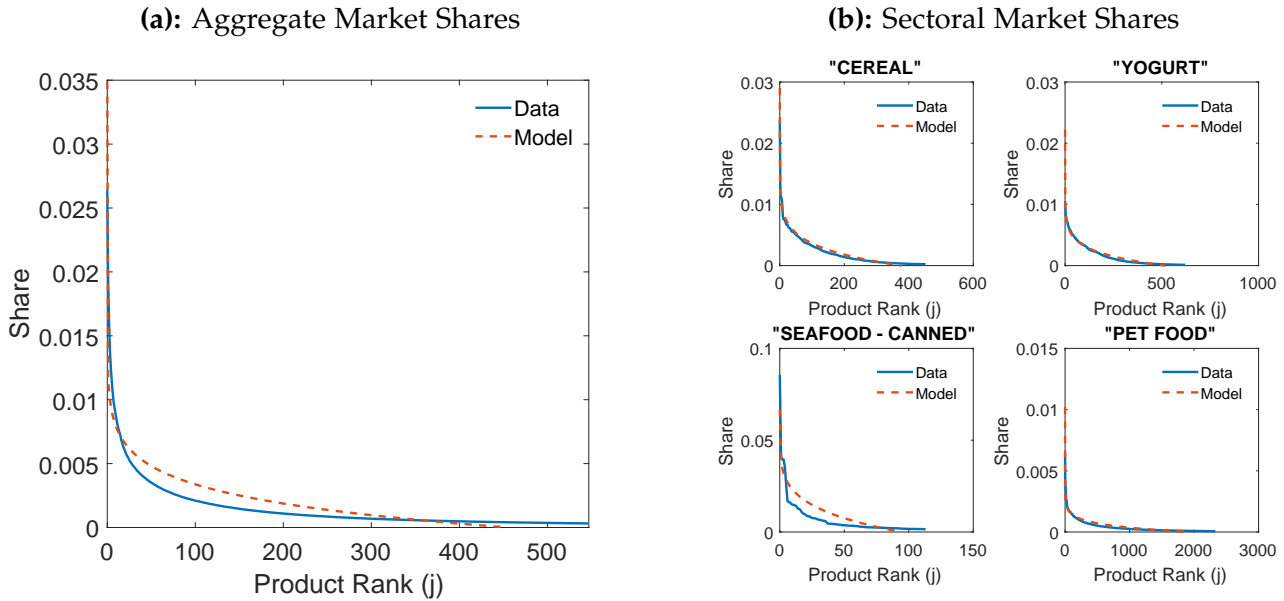 (a): Aggregate Market Shares
0.035
0.03
0.025
0.02
0.015
0.01
0.005
0
Share
0 100 200 300 400 500
Product Rank (j)
Data
Model
(b): Sectoral Market Shares
"CEREAL"
0.03
0.02
0.01
0
Share
0 200 400 600
Product Rank (j)
Data
Model
"YOGURT"
0.03
0.02
0.01
0
Share
0 500 1000
Product Rank (j)
Data
Model
"SEAFOOD - CANNED"
0.1
0.05
0
Share
0 50 100 150
Product Rank (j)
Data
Model
"PET FOOD"
0.015
0.01
0.005
0
Share
0 1000 2000 3000
Product Rank (j)
Data
Model